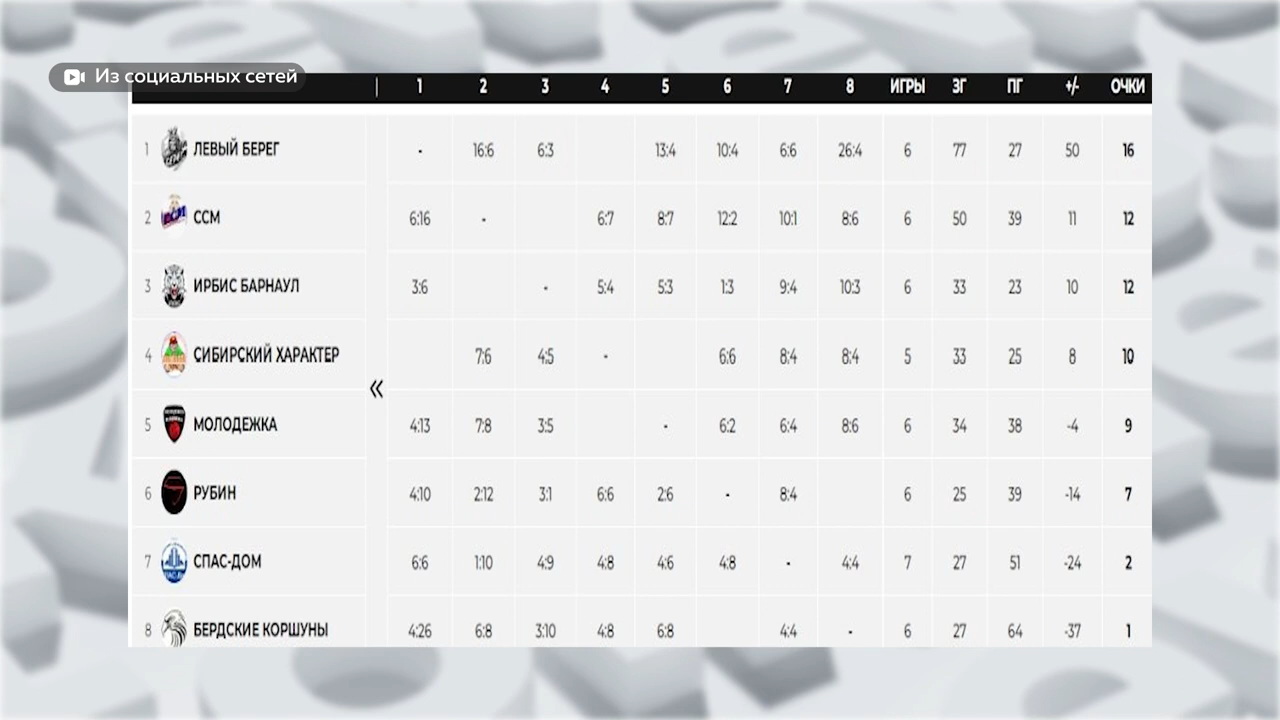 Из социальных сетей
| 1 2 3 4 5 6 7 8 ИГРЫ ЗГ ПГ +/- ОЧКИ
1 ЛЕВЫЙ БЕРЕГ - 16:6 6:3 13:4 10:4 6:6 26:4 6 77 27 50 16
2 ССМ 6:16 - 6:7 8:7 12:2 10:1 8:6 6 50 39 11 12
3 ИРБИС БАРНАУЛ 3:6 - 5:4 5:3 1:3 9:4 10:3 6 33 23 10 12
4 СИБИРСКИЙ ХАРАКТЕР 7:6 4:5 - 6:6 8:4 8:4 5 33 25 8 10
«
5 МОЛОДЕЖКА 4:13 7:8 3:5 - 6:2 6:4 8:6 6 34 38 -4 9
6 РУБИН 4:10 2:12 3:1 6:6 2:6 - 8:4 6 25 39 -14 7
7 СПАС-ДОМ 6:6 1:10 4:9 4:8 4:6 4:8 - 4:4 7 27 51 -24 2
8 БЕРДСКИЕ КОРШУНЫ 4:26 6:8 3:10 4:8 6:8 4:4 - 6 27 64 -37 1